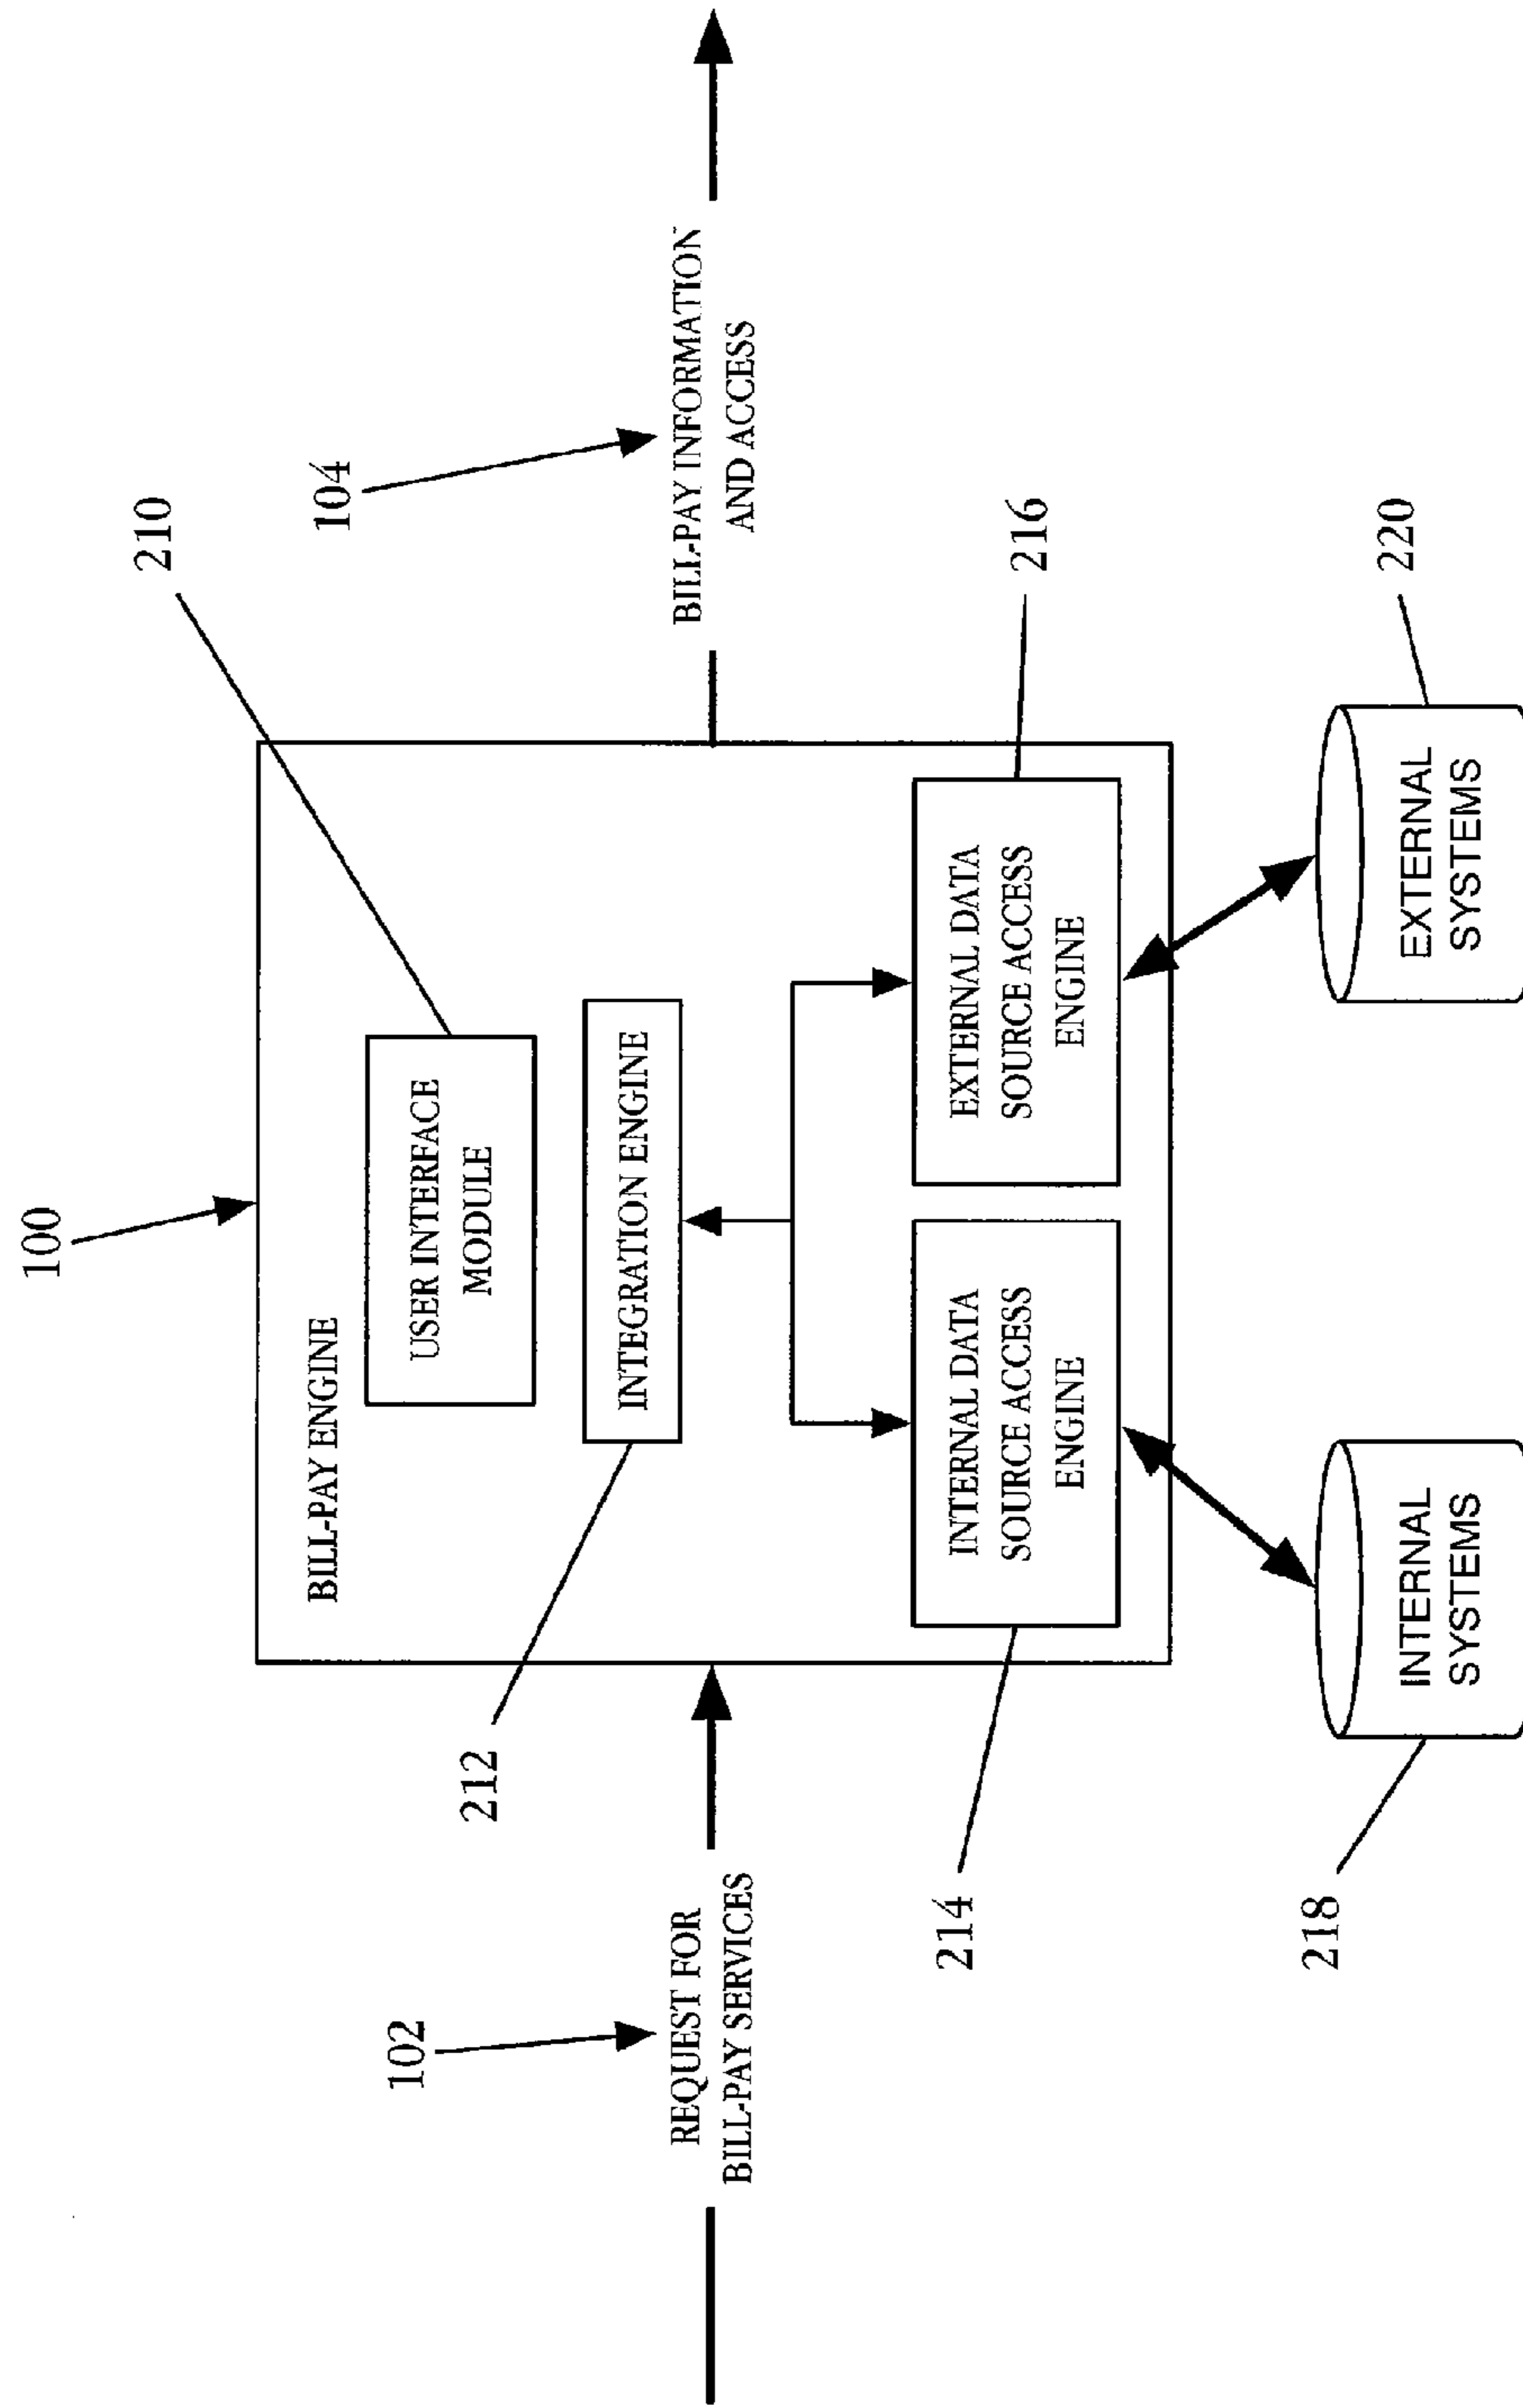 100
210
104
BILL-PAY ENGINE
USER INTERFACE
MODULE
212
INTEGRATION ENGINE
102
REQUEST FOR
BILL-PAY SERVICES
BILL-PAY INFORMATION
AND ACCESS
214
INTERNAL DATA
SOURCE ACCESS
ENGINE
EXTERNAL DATA
SOURCE ACCESS
ENGINE
216
218
INTERNAL
SYSTEMS
EXTERNAL
SYSTEMS
220